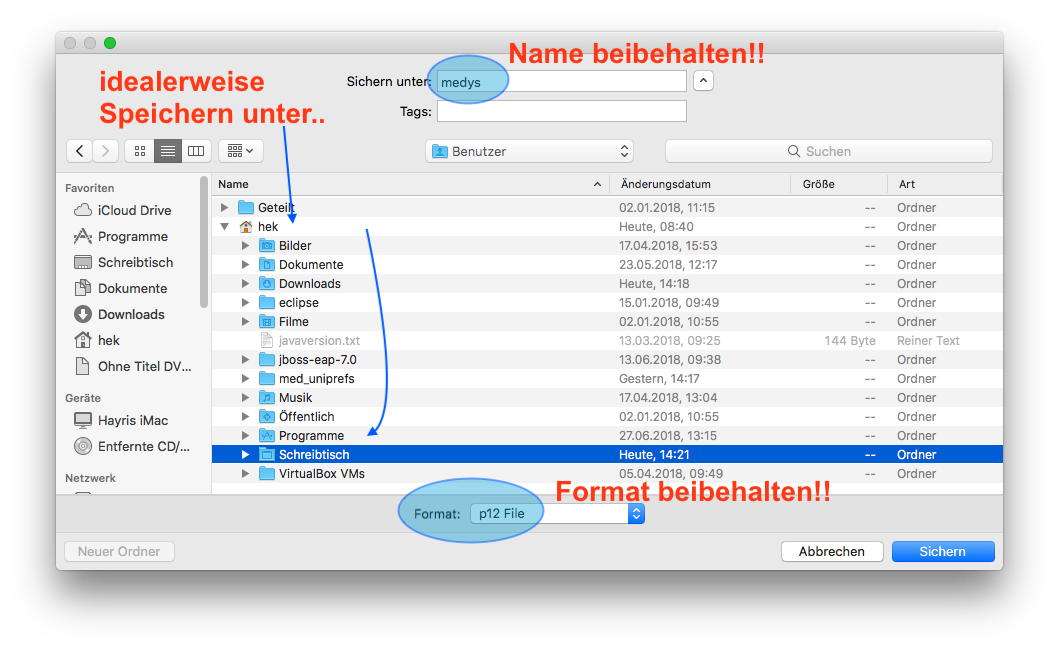 Name beibehalten!!
Sichern unter: medys
idealerweise
Speichern unter..
Tags:
Benutzer
Suchen
Favoriten
iCloud Drive
Programme
Schreibtisch
Dokumente
Downloads
hek
Ohne Titel DV...
Geräte
Hayris iMac
Entfernte CD/...
Netzwerk
Name Änderungsdatum Größe Art
Geteilt 02.01.2018, 11:15 -- Ordner
hek Heute, 08:40 -- Ordner
Bilder 17.04.2018, 15:53 -- Ordner
Dokumente 23.05.2018, 12:17 -- Ordner
Downloads Heute, 14:18 -- Ordner
eclipse 15.01.2018, 09:49 -- Ordner
Filme 02.01.2018, 10:55 -- Ordner
javaversion.txt 13.03.2018, 09:25 144 Byte Reiner Text
jboss-eap-7.0 13.06.2018, 09:38 -- Ordner
med_uniprefs Gestern, 14:17 -- Ordner
Musik 17.04.2018, 13:04 -- Ordner
Öffentlich 02.01.2018, 10:55 -- Ordner
Programme 27.06.2018, 13:15 -- Ordner
Schreibtisch Heute, 14:21 -- Ordner
VirtualBox VMs 05.04.2018, 09:49 -- Ordner
Format beibehalten!!
Format: p12 File
Neuer Ordner
Abbrechen
Sichern